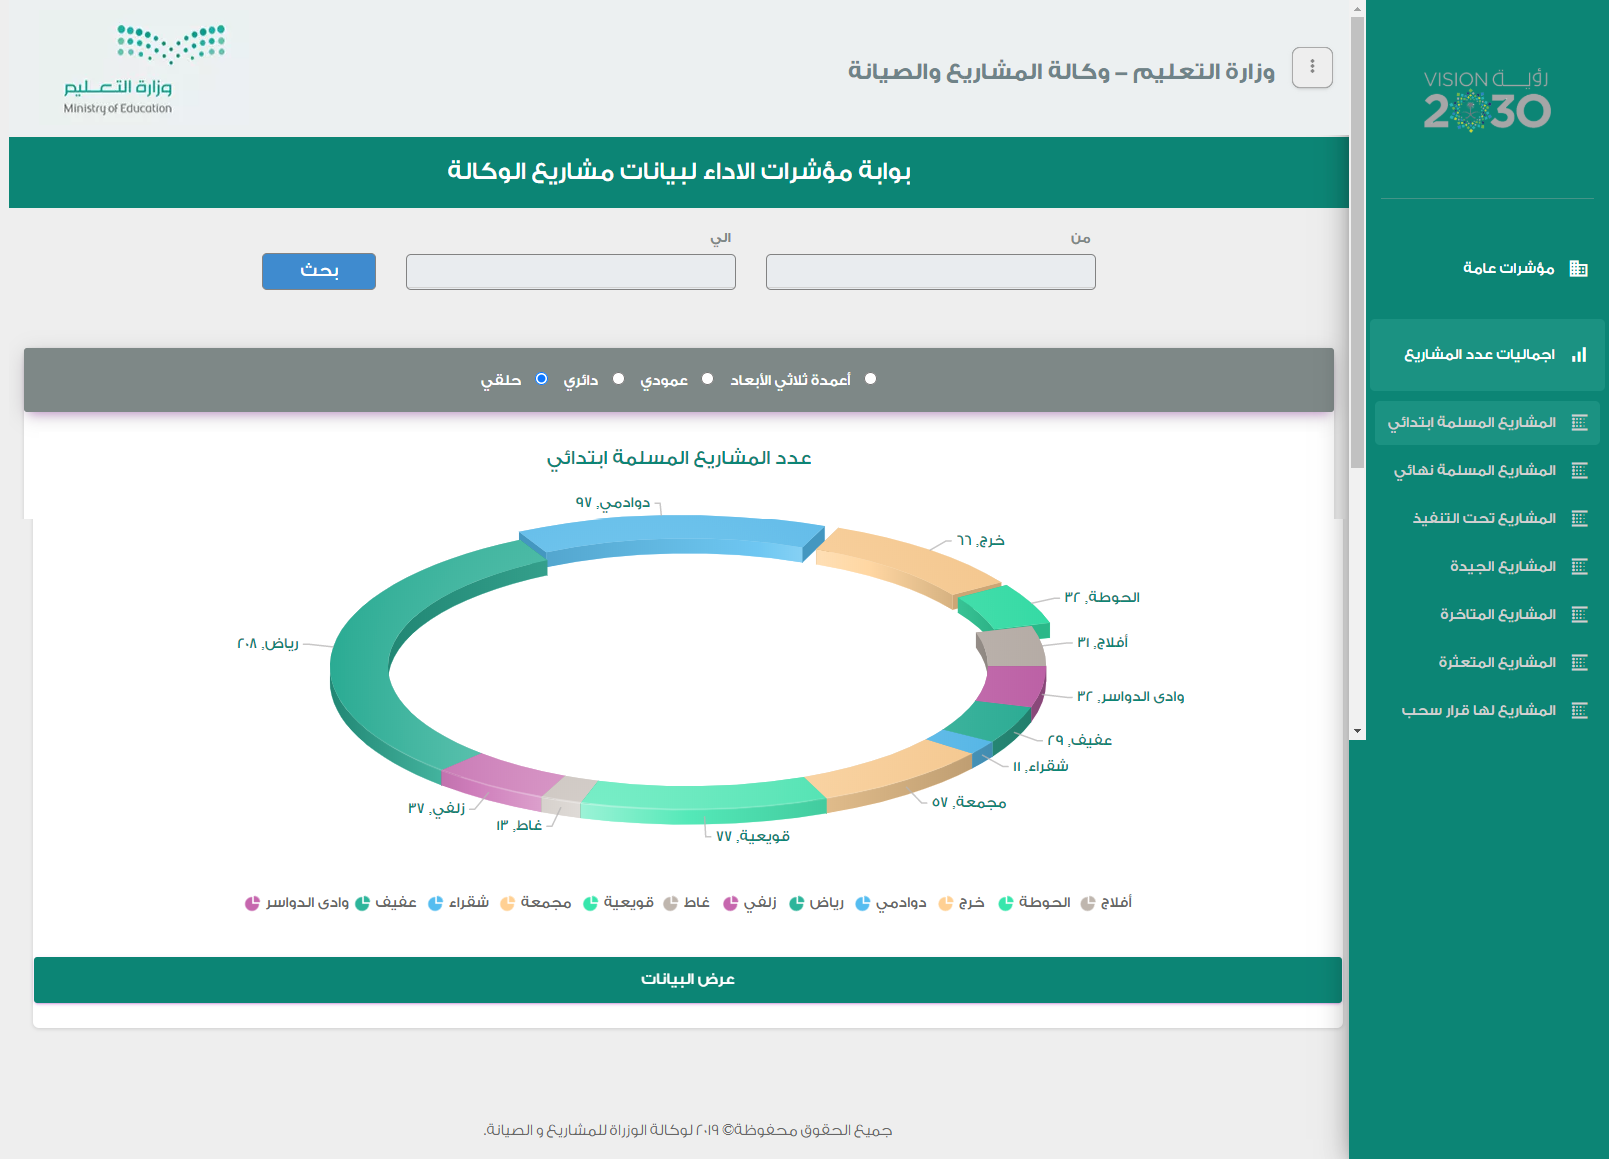 رؤيـــة VISION
2030
مؤشرات عامة
اجماليات عدد المشاريع
المشاريع المسلمة ابتدائي
المشاريع المسلمة نهائي
المشاريع تحت التنفيذ
المشاريع الجيدة
المشاريع المتاخرة
المشاريع المتعثرة
المشاريع لها قرار سحب
وزارة التعليم – وكالة المشاريع والصيانة
وزارة التعـــليم
Ministry of Education
بوابة مؤشرات الاداء لبيانات مشاريع الوكالة
من
الي
بحث
أعمدة ثلاثي الأبعاد
عمودي
دائري
حلقي
عدد المشاريع المسلمة ابتدائي
دوادمي, ٩٧
خرج, ٦٦
الحوطة, ٣٢
أفلاج, ٣١
رياض, ٢٠٨
وادى الدواسر, ٣٢
عفيف, ٢٩
شقراء, ١١
مجمعة, ٥٧
زلفي, ٣٧
غاط, ١٣
قويعية, ٧٧
أفلاج الحوطة خرج دوادمي رياض زلفي غاط قويعية مجمعة شقراء عفيف وادى الدواسر
عرض البيانات
جميع الحقوق محفوظة© ٢٠١٩ لوكالة الوزراة للمشاريع و الصيانة.